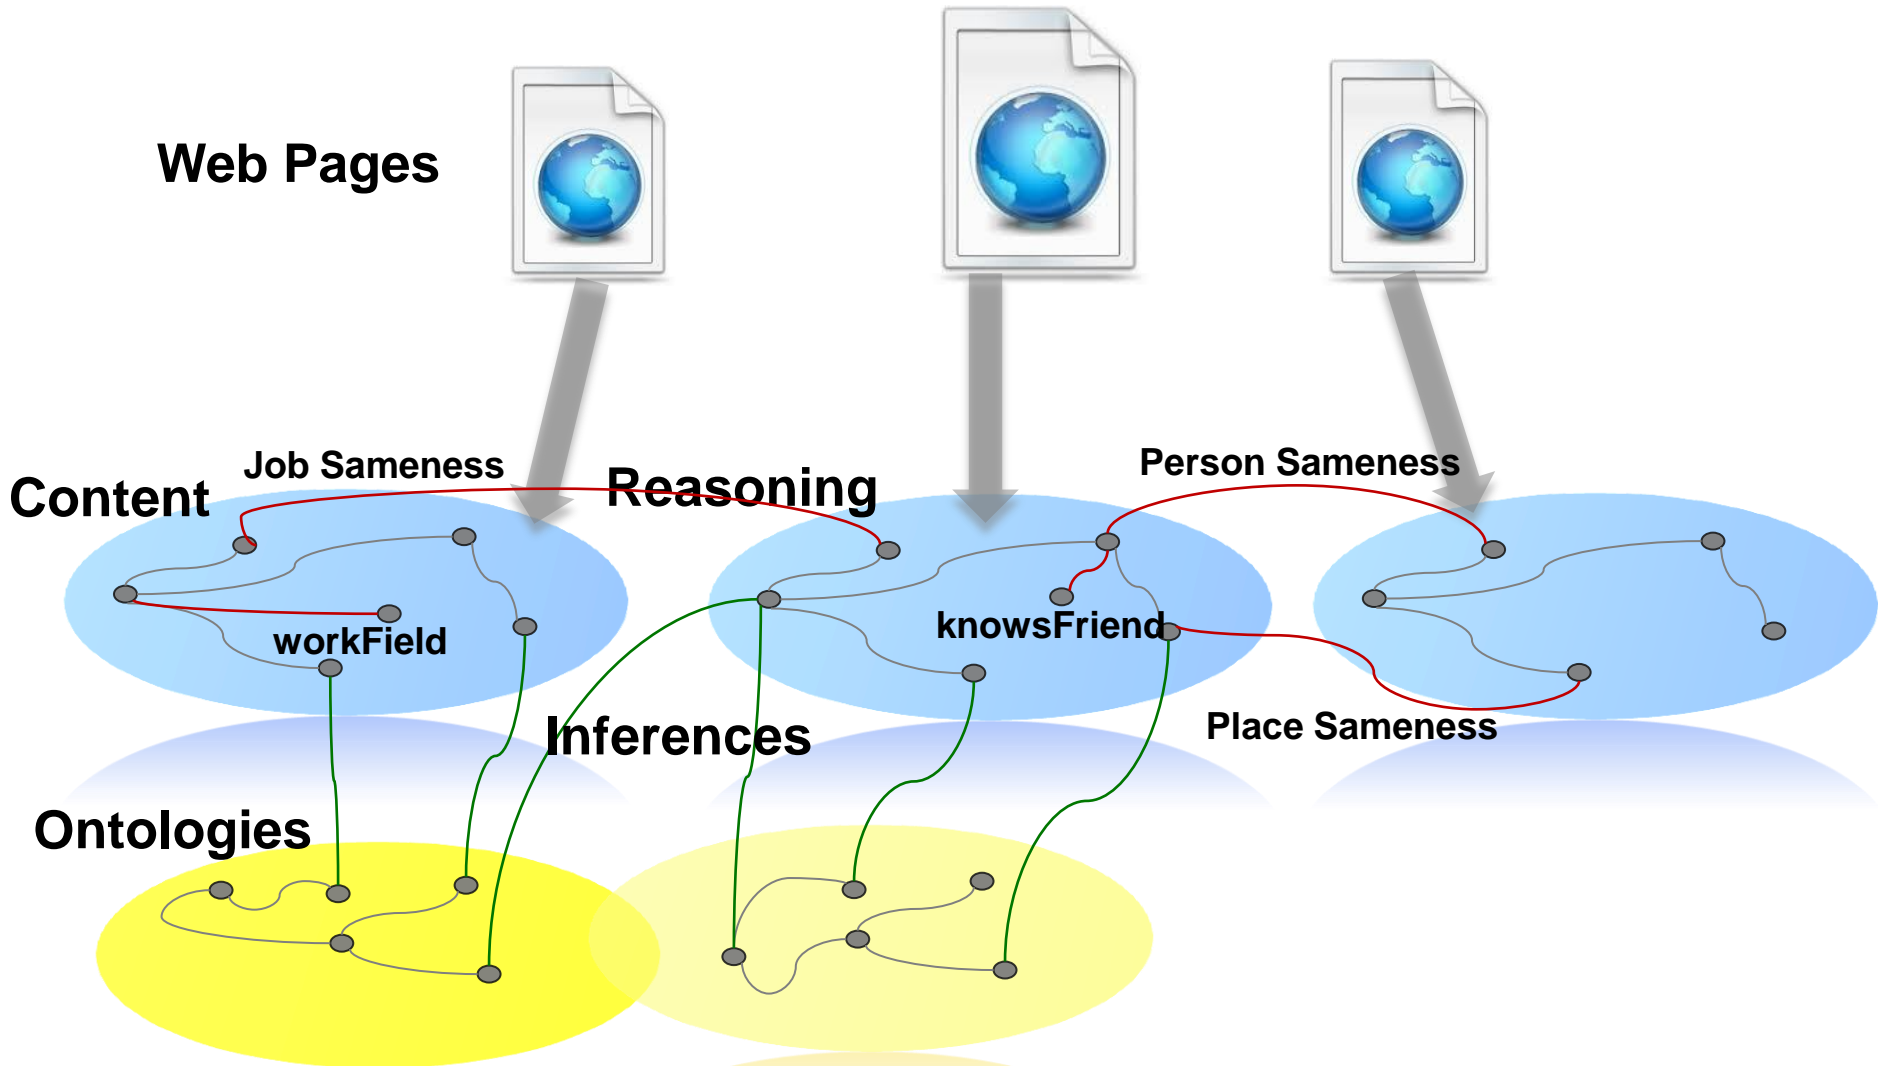 Web Pages
Job Sameness
Person Sameness
Content
Reasoning
workField
knowsFriend
Place Sameness
Inferences
Ontologies